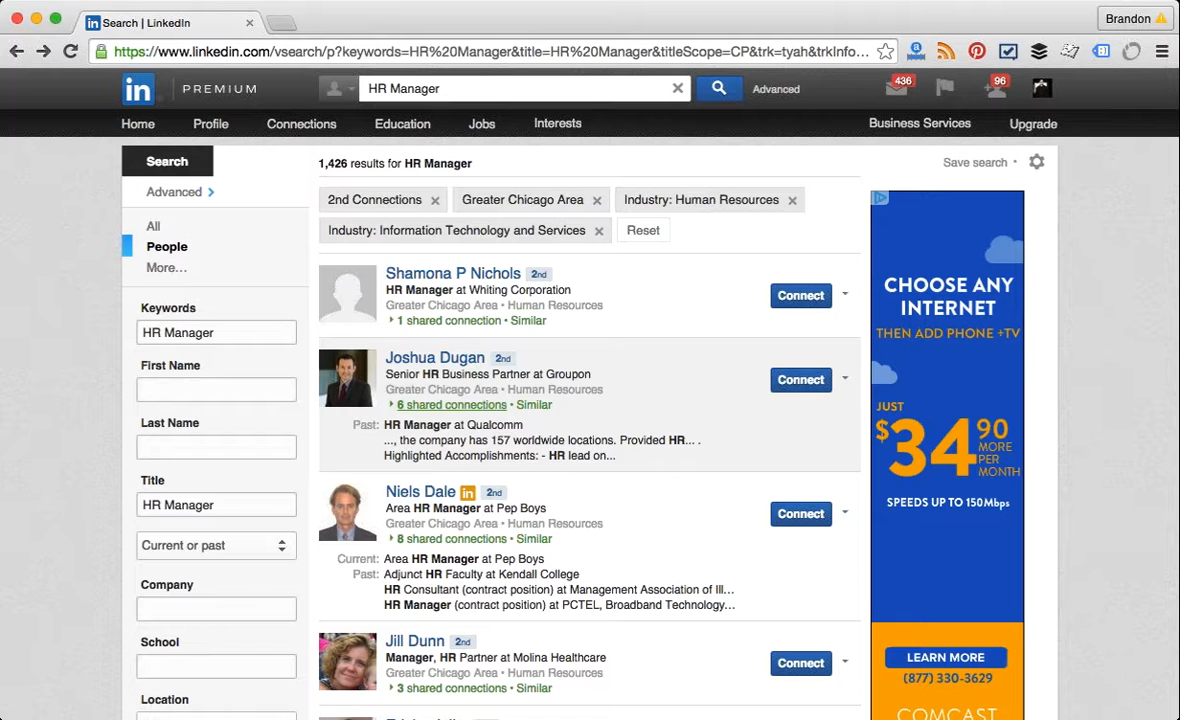 Search | LinkedIn
Brandon
https://www.linkedin.com/vsearch/p?keywords=HR%20Manager&title=HR%20Manager&titleScope=CP&trk=tyah&trkInfo...
in PREMIUM
HR Manager
Advanced
436
96
Home Profile Connections Education Jobs Interests Business Services Upgrade
Search
Advanced
All
People
More...
Keywords
HR Manager
First Name
Last Name
Title
HR Manager
Current or past
Company
School
Location
1,426 results for HR Manager
Save search
2nd Connections Greater Chicago Area Industry: Human Resources
Industry: Information Technology and Services Reset
Shamona P Nichols 2nd
HR Manager at Whiting Corporation
Greater Chicago Area • Human Resources
1 shared connection • Similar
Connect
Joshua Dugan 2nd
Senior HR Business Partner at Groupon
Greater Chicago Area • Human Resources
6 shared connections • Similar
Connect
Past: HR Manager at Qualcomm
..., the company has 157 worldwide locations. Provided HR... .
Highlighted Accomplishments: - HR lead on...
Niels Dale in 2nd
Area HR Manager at Pep Boys
Greater Chicago Area • Human Resources
8 shared connections • Similar
Connect
Current: Area HR Manager at Pep Boys
Past: Adjunct HR Faculty at Kendall College
HR Consultant (contract position) at Management Association of Ill...
HR Manager (contract position) at PCTEL, Broadband Technology...
Jill Dunn 2nd
Manager, HR Partner at Molina Healthcare
Greater Chicago Area • Human Resources
3 shared connections • Similar
Connect
CHOOSE ANY
INTERNET
THEN ADD PHONE +TV
JUST
$34.90
MORE
PER
MONTH
SPEEDS UP TO 150Mbps
LEARN MORE
(877) 330-3629
COMCAST